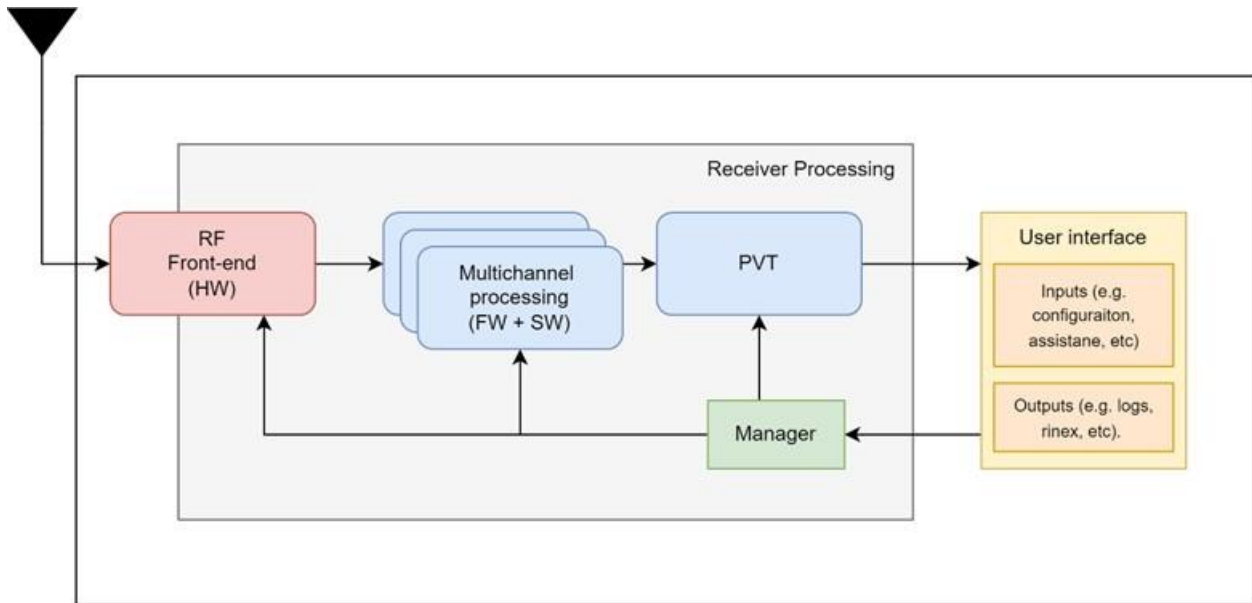 Receiver Processing
RF
Front-end
(HW)
Multichannel
processing
(FW + SW)
PVT
Manager
User interface
Inputs (e.g.
configuraiton,
assistane, etc)
Outputs (e.g. logs,
rinex, etc).